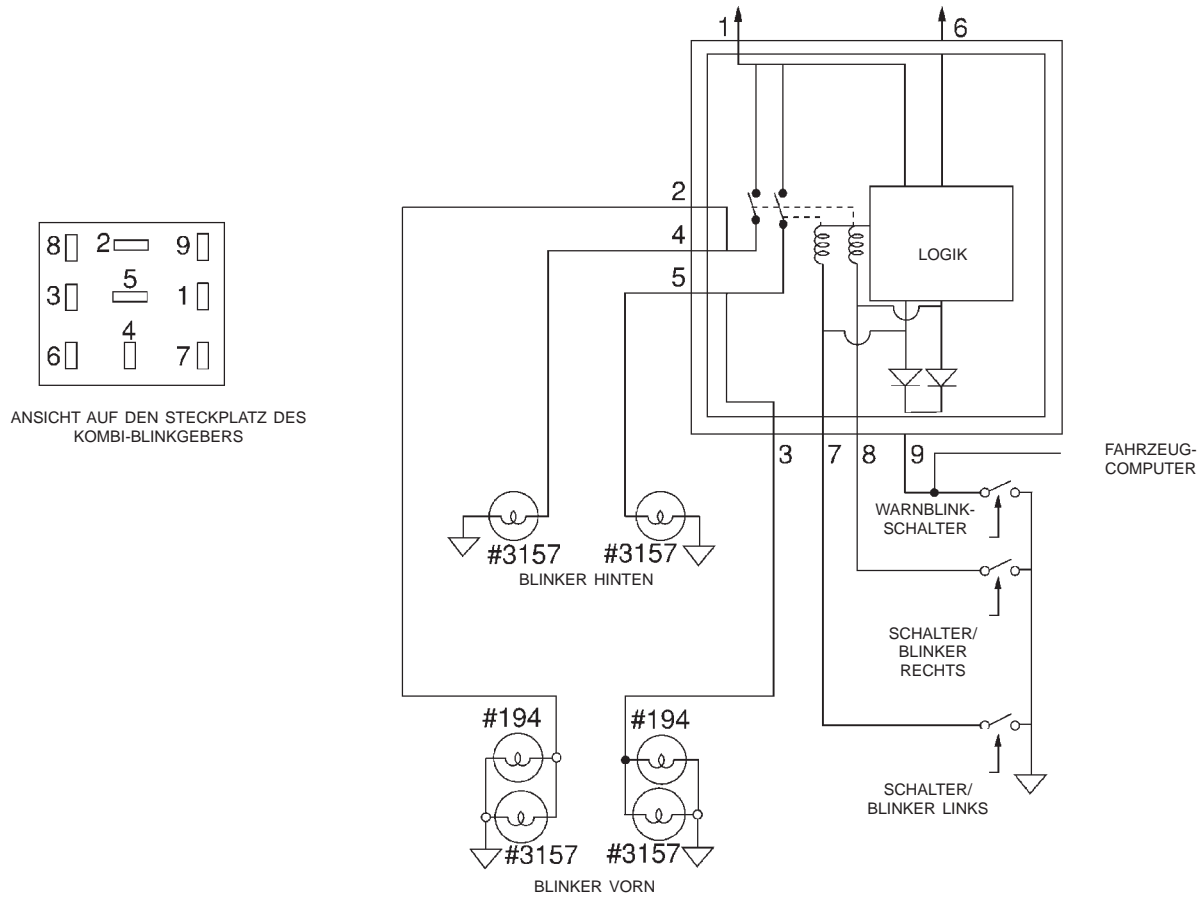 1
6
2
4
5
LOGIK
3
7
8
9
FAHRZEUG-
COMPUTER
WARNBLINK-
SCHALTER
SCHALTER/
BLINKER
RECHTS
SCHALTER/
BLINKER LINKS
8
2
9
5
3
1
4
6
7
ANSICHT AUF DEN STECKPLATZ DES
KOMBI-BLINKGEBERS
#3157
#3157
BLINKER HINTEN
#194
#194
#3157
#3157
BLINKER VORN